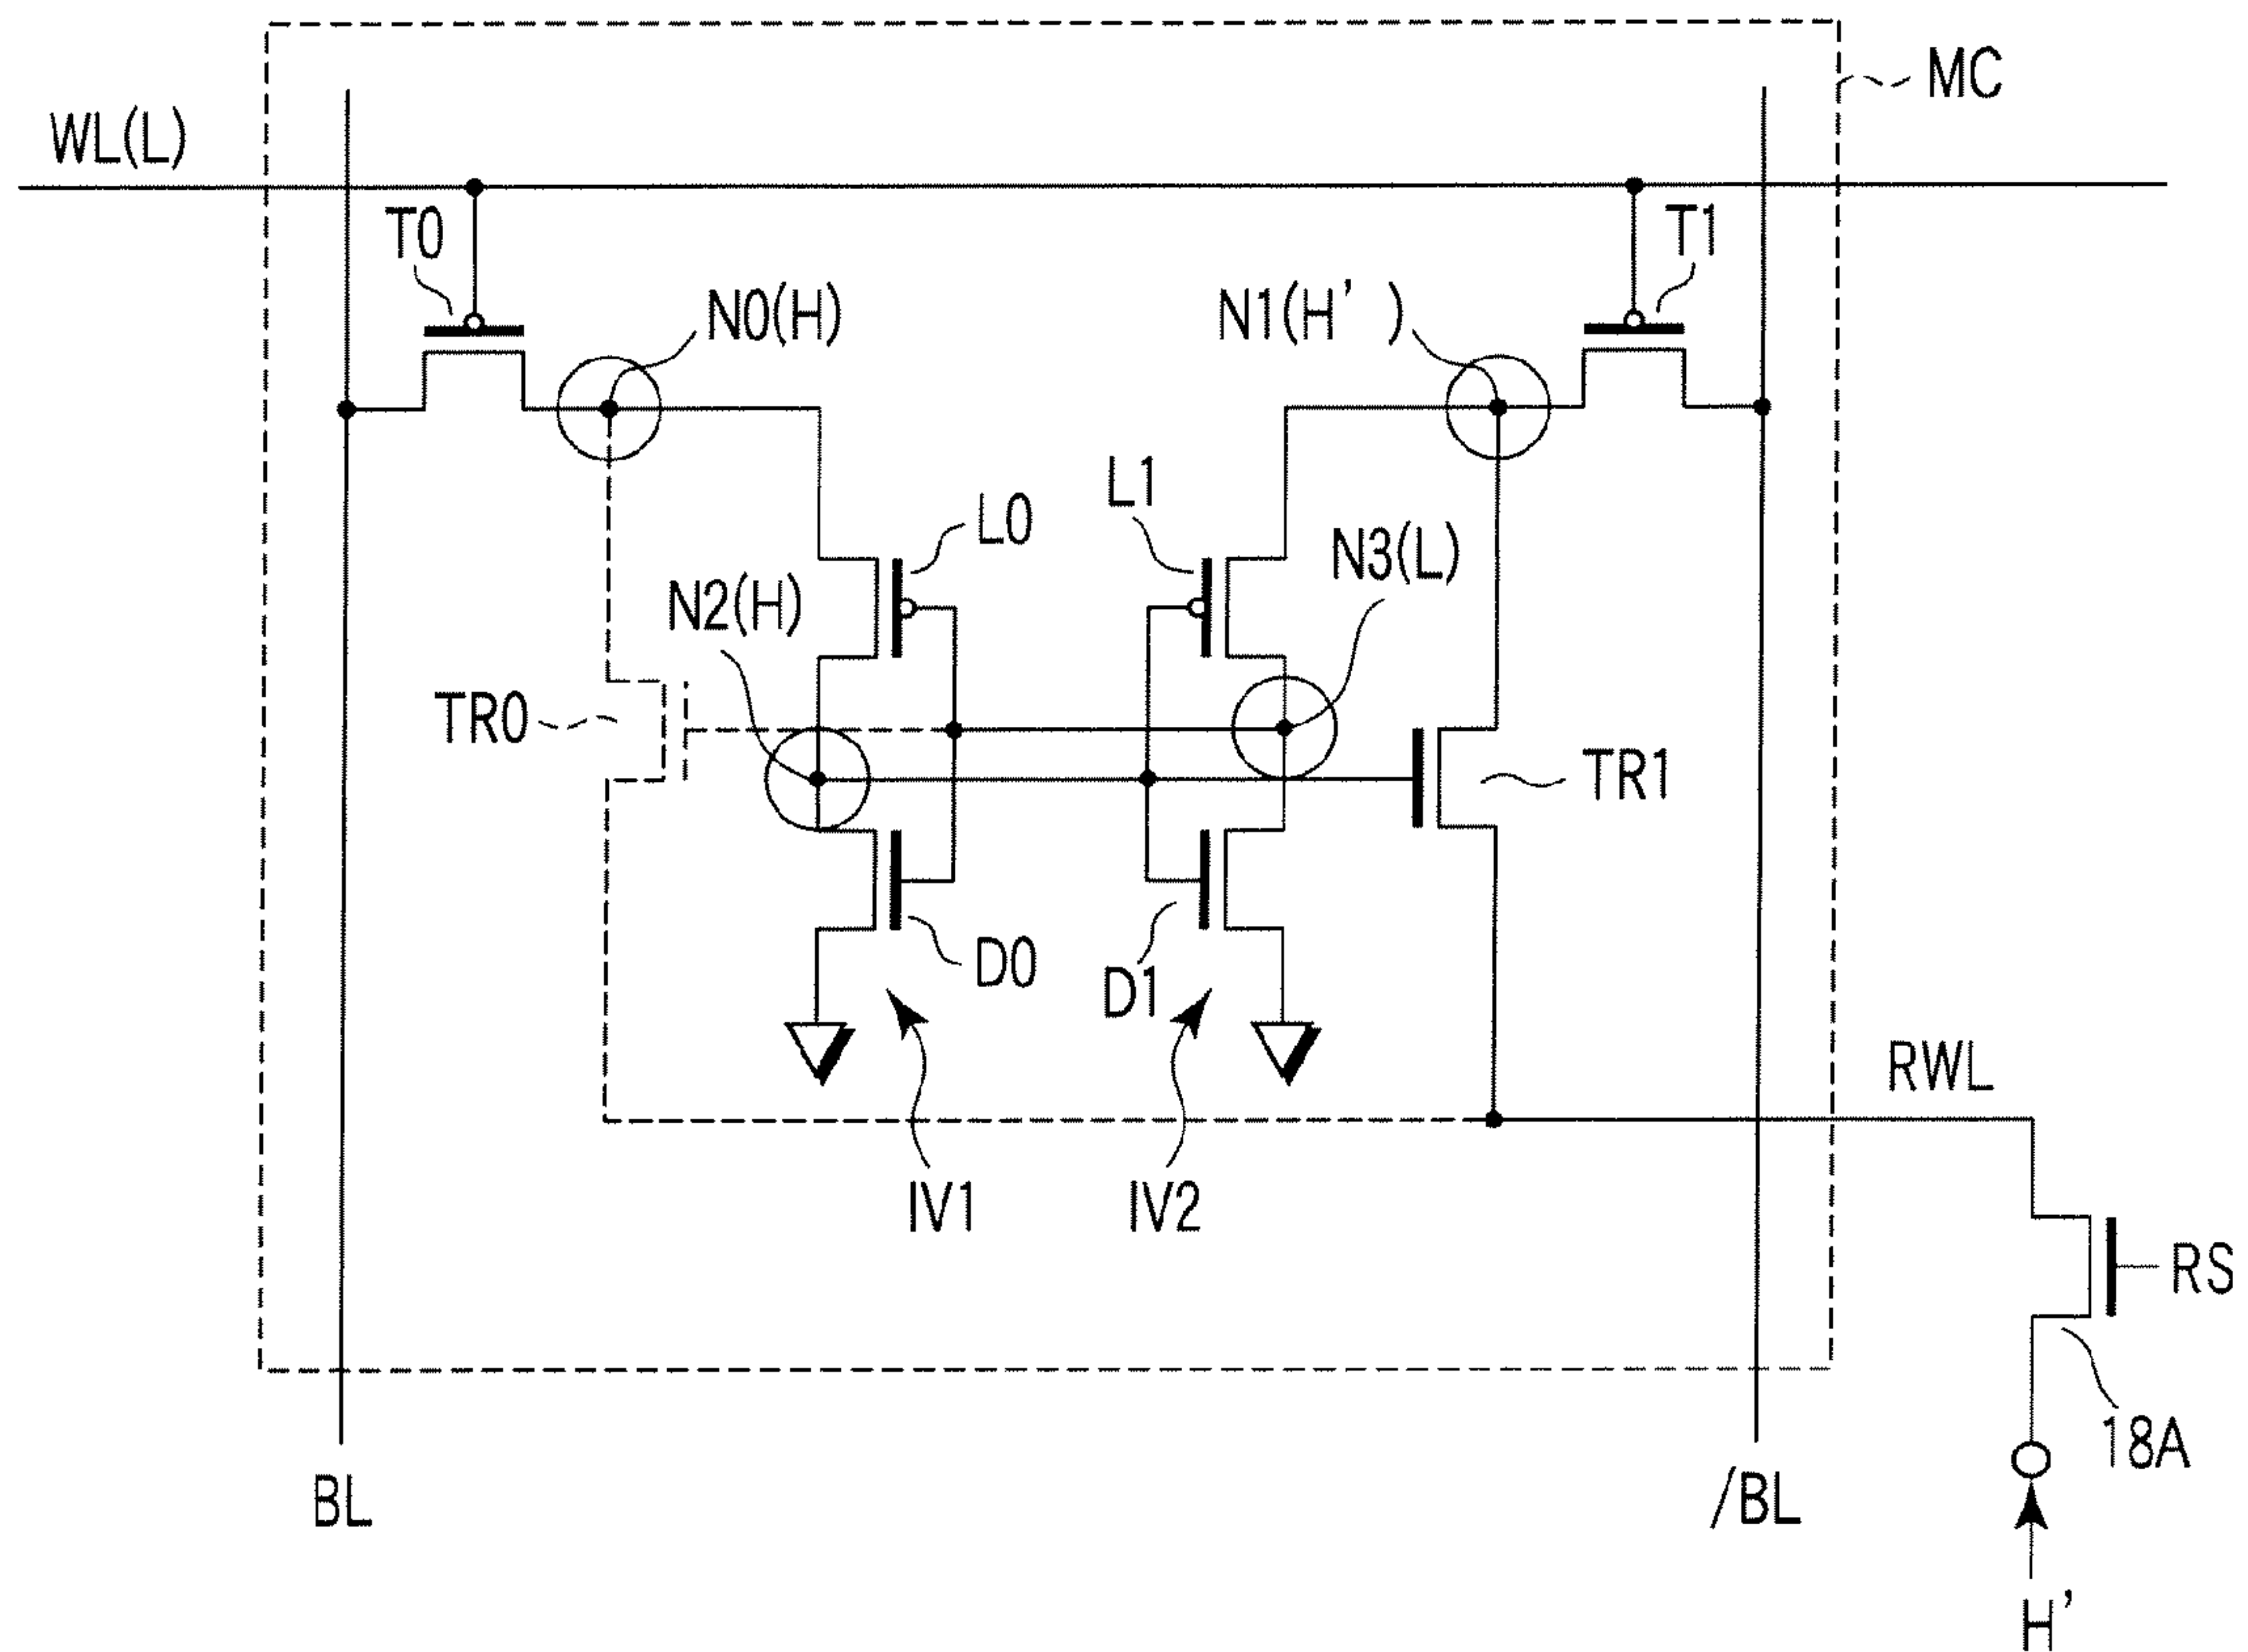 MC
WL(L)
T0
T1
N0(H)
N1(H' )
L1
L0
N3(L)
N2(H)
TR0
TR1
D0
D1
RWL
IV1
IV2
RS
18A
BL
/BL
H'